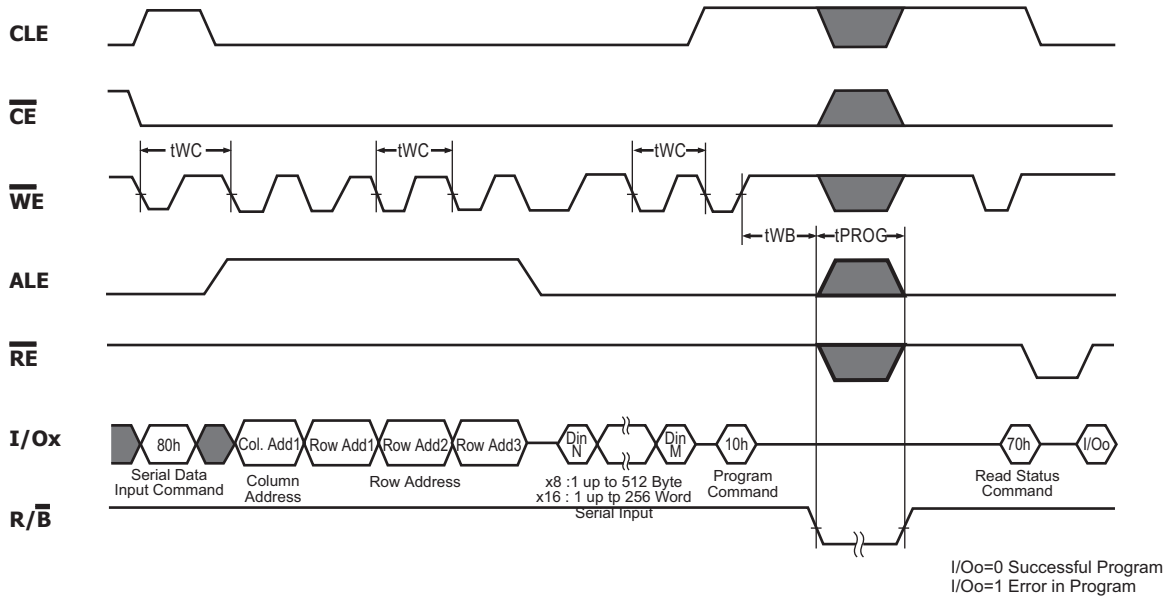 CLE
CE
tWC
tWC
tWC
WE
tWB
tPROG
ALE
RE
I/Ox
80h
Col. Add1
Row Add1
Row Add2
Row Add3
Din
N
Din
M
10h
70h
I/Oo
Serial Data
Input Command
Column
Address
Row Address
x8 :1 up to 512 Byte
x16 : 1 up tp 256 Word
Serial Input
Program
Command
Read Status
Command
R/B
I/Oo=0 Successful Program
I/Oo=1 Error in Program